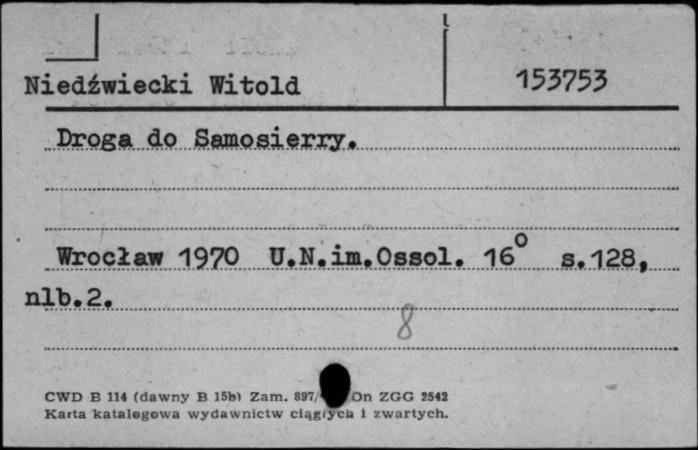 Niedźwiecki Witold 153753
Droga do Samosierry.
Wrocław 1970 U.N.im.Ossol. 16° s.128,
nlb.2.
8
CWD B 114 (dawny B 15b) Zam. 897/ On ZGG 2542
Karta katalogowa wydawnictw ciągłych i zwartych.